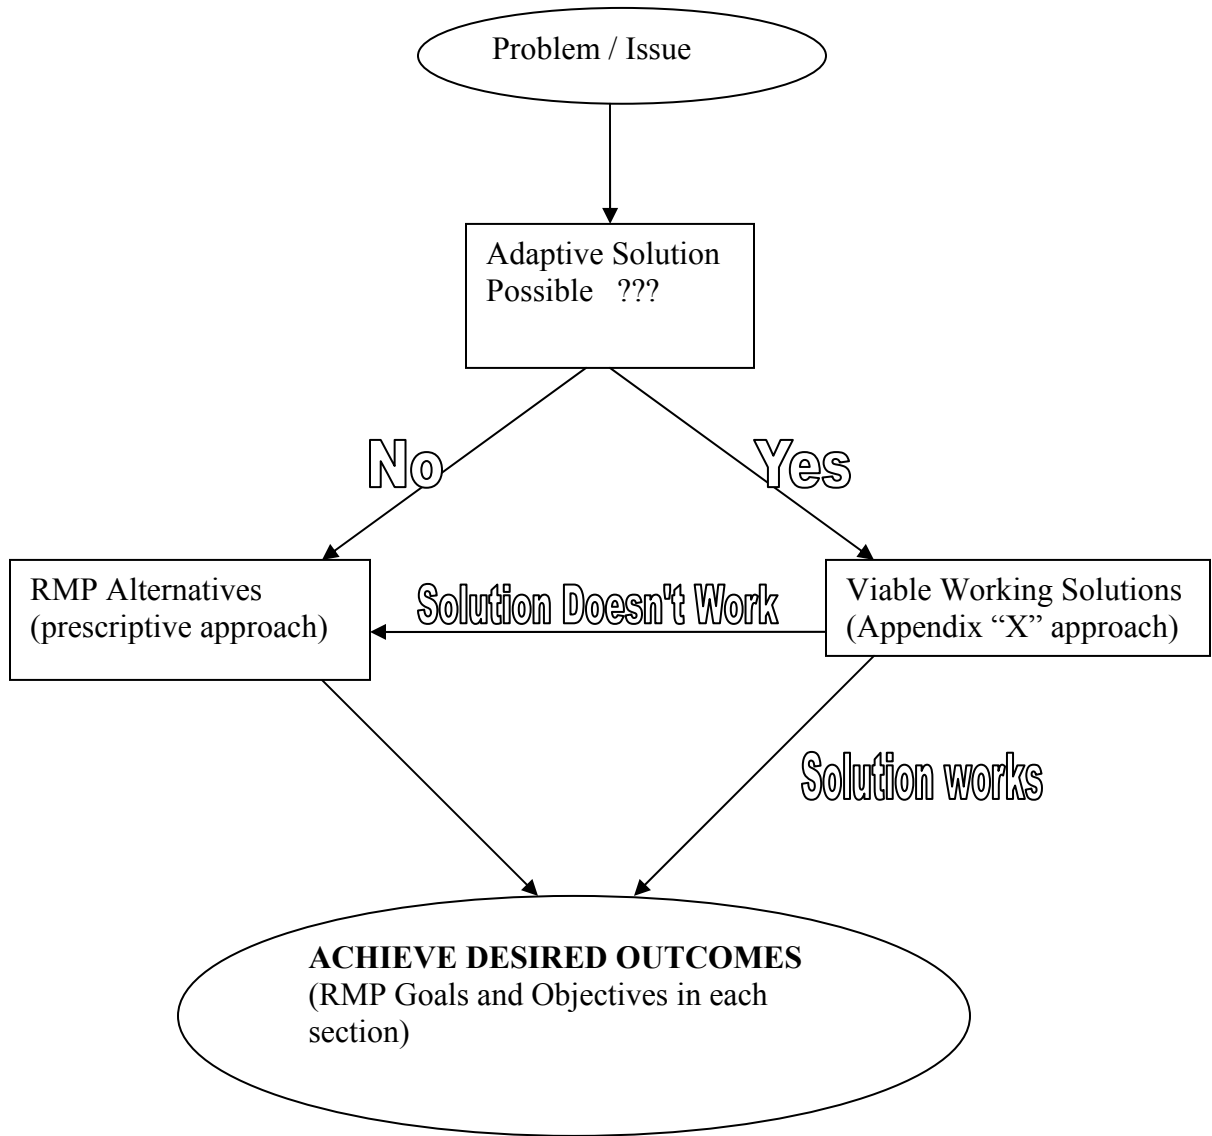 Problem / Issue
Adaptive Solution
Possible ???
No
Yes
RMP Alternatives
(prescriptive approach)
Solution Doesn't Work
Viable Working Solutions
(Appendix “X” approach)
Solution works
ACHIEVE DESIRED OUTCOMES
(RMP Goals and Objectives in each
section)